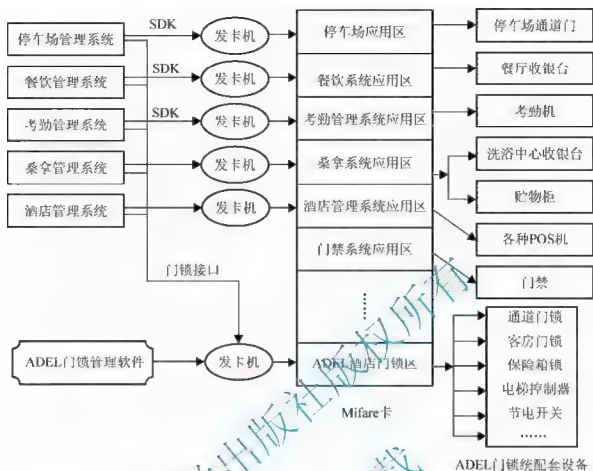 停车场管理系统
SDK
发卡机
停车场应用区
停车场通道门
餐饮管理系统
SDK
发卡机
餐饮系统应用区
餐厅收银台
考勤管理系统
SDK
发卡机
考勤管理系统应用区
考勤机
桑拿管理系统
发卡机
桑拿系统应用区
洗浴中心收银台
贮物柜
酒店管理系统
发卡机
酒店管理系统应用区
各种POS机
门禁系统应用区
门禁
门锁接口
……
ADEL门锁管理软件
发卡机
ADEL酒店门锁区
通道门锁
客房门锁
保险箱锁
电梯控制器
节电开关
……
Mifare卡
ADEL门锁统配套设备
出版社版权所有